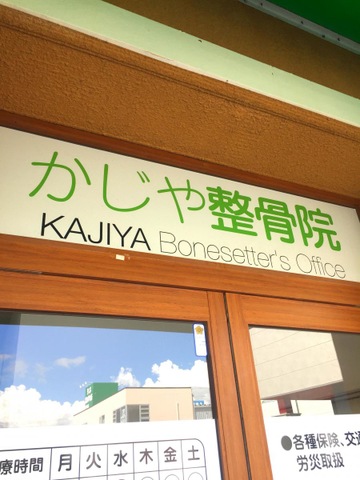 かじや整骨院
KAJIYA Bonesetter's Office
療時間 月 火 水 木 金 土
●各種保険、交
労災取扱